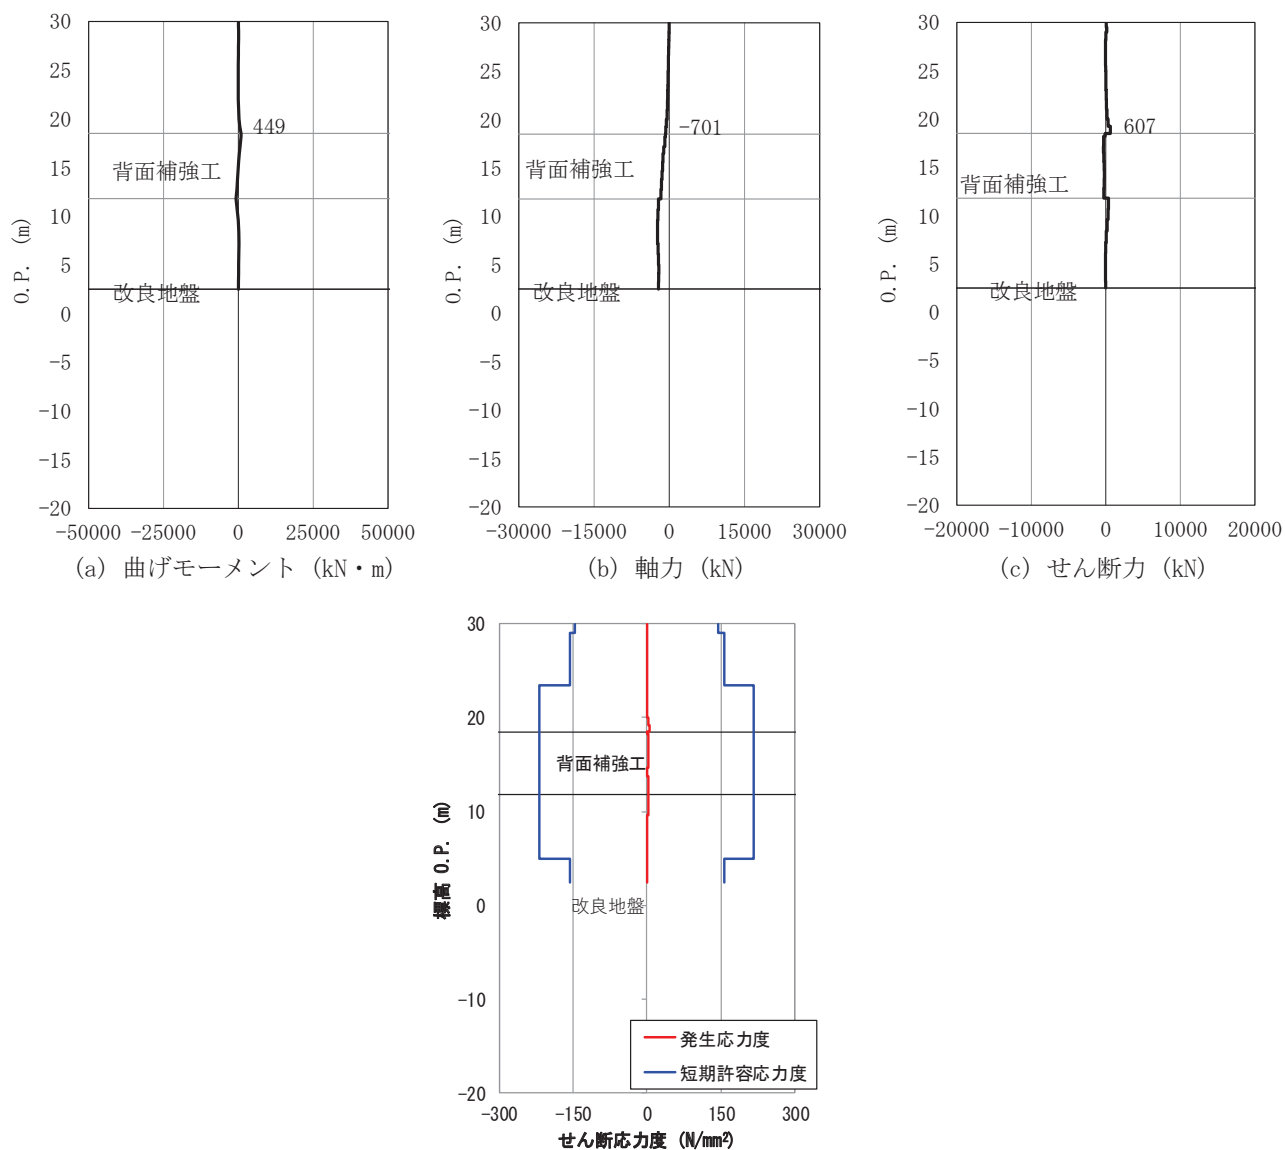 30
25
20
15
10
5
0
-5
-10
-15
-20
O.P. (m)
449
背面補強工
改良地盤
-50000 -25000 0 25000 50000
(a) 曲げモーメント (kN・m)
30
25
20
15
10
5
0
-5
-10
-15
-20
O.P. (m)
-701
背面補強工
改良地盤
-30000 -15000 0 15000 30000
(b) 軸力 (kN)
30
25
20
15
10
5
0
-5
-10
-15
-20
O.P. (m)
607
背面補強工
改良地盤
-20000 -10000 0 10000 20000
(c) せん断力 (kN)
30
20
10
0
-10
-20
標高 O.P. (m)
背面補強工
改良地盤
発生応力度
短期許容応力度
-300 -150 0 150 300
せん断応力度 (N/mm²)